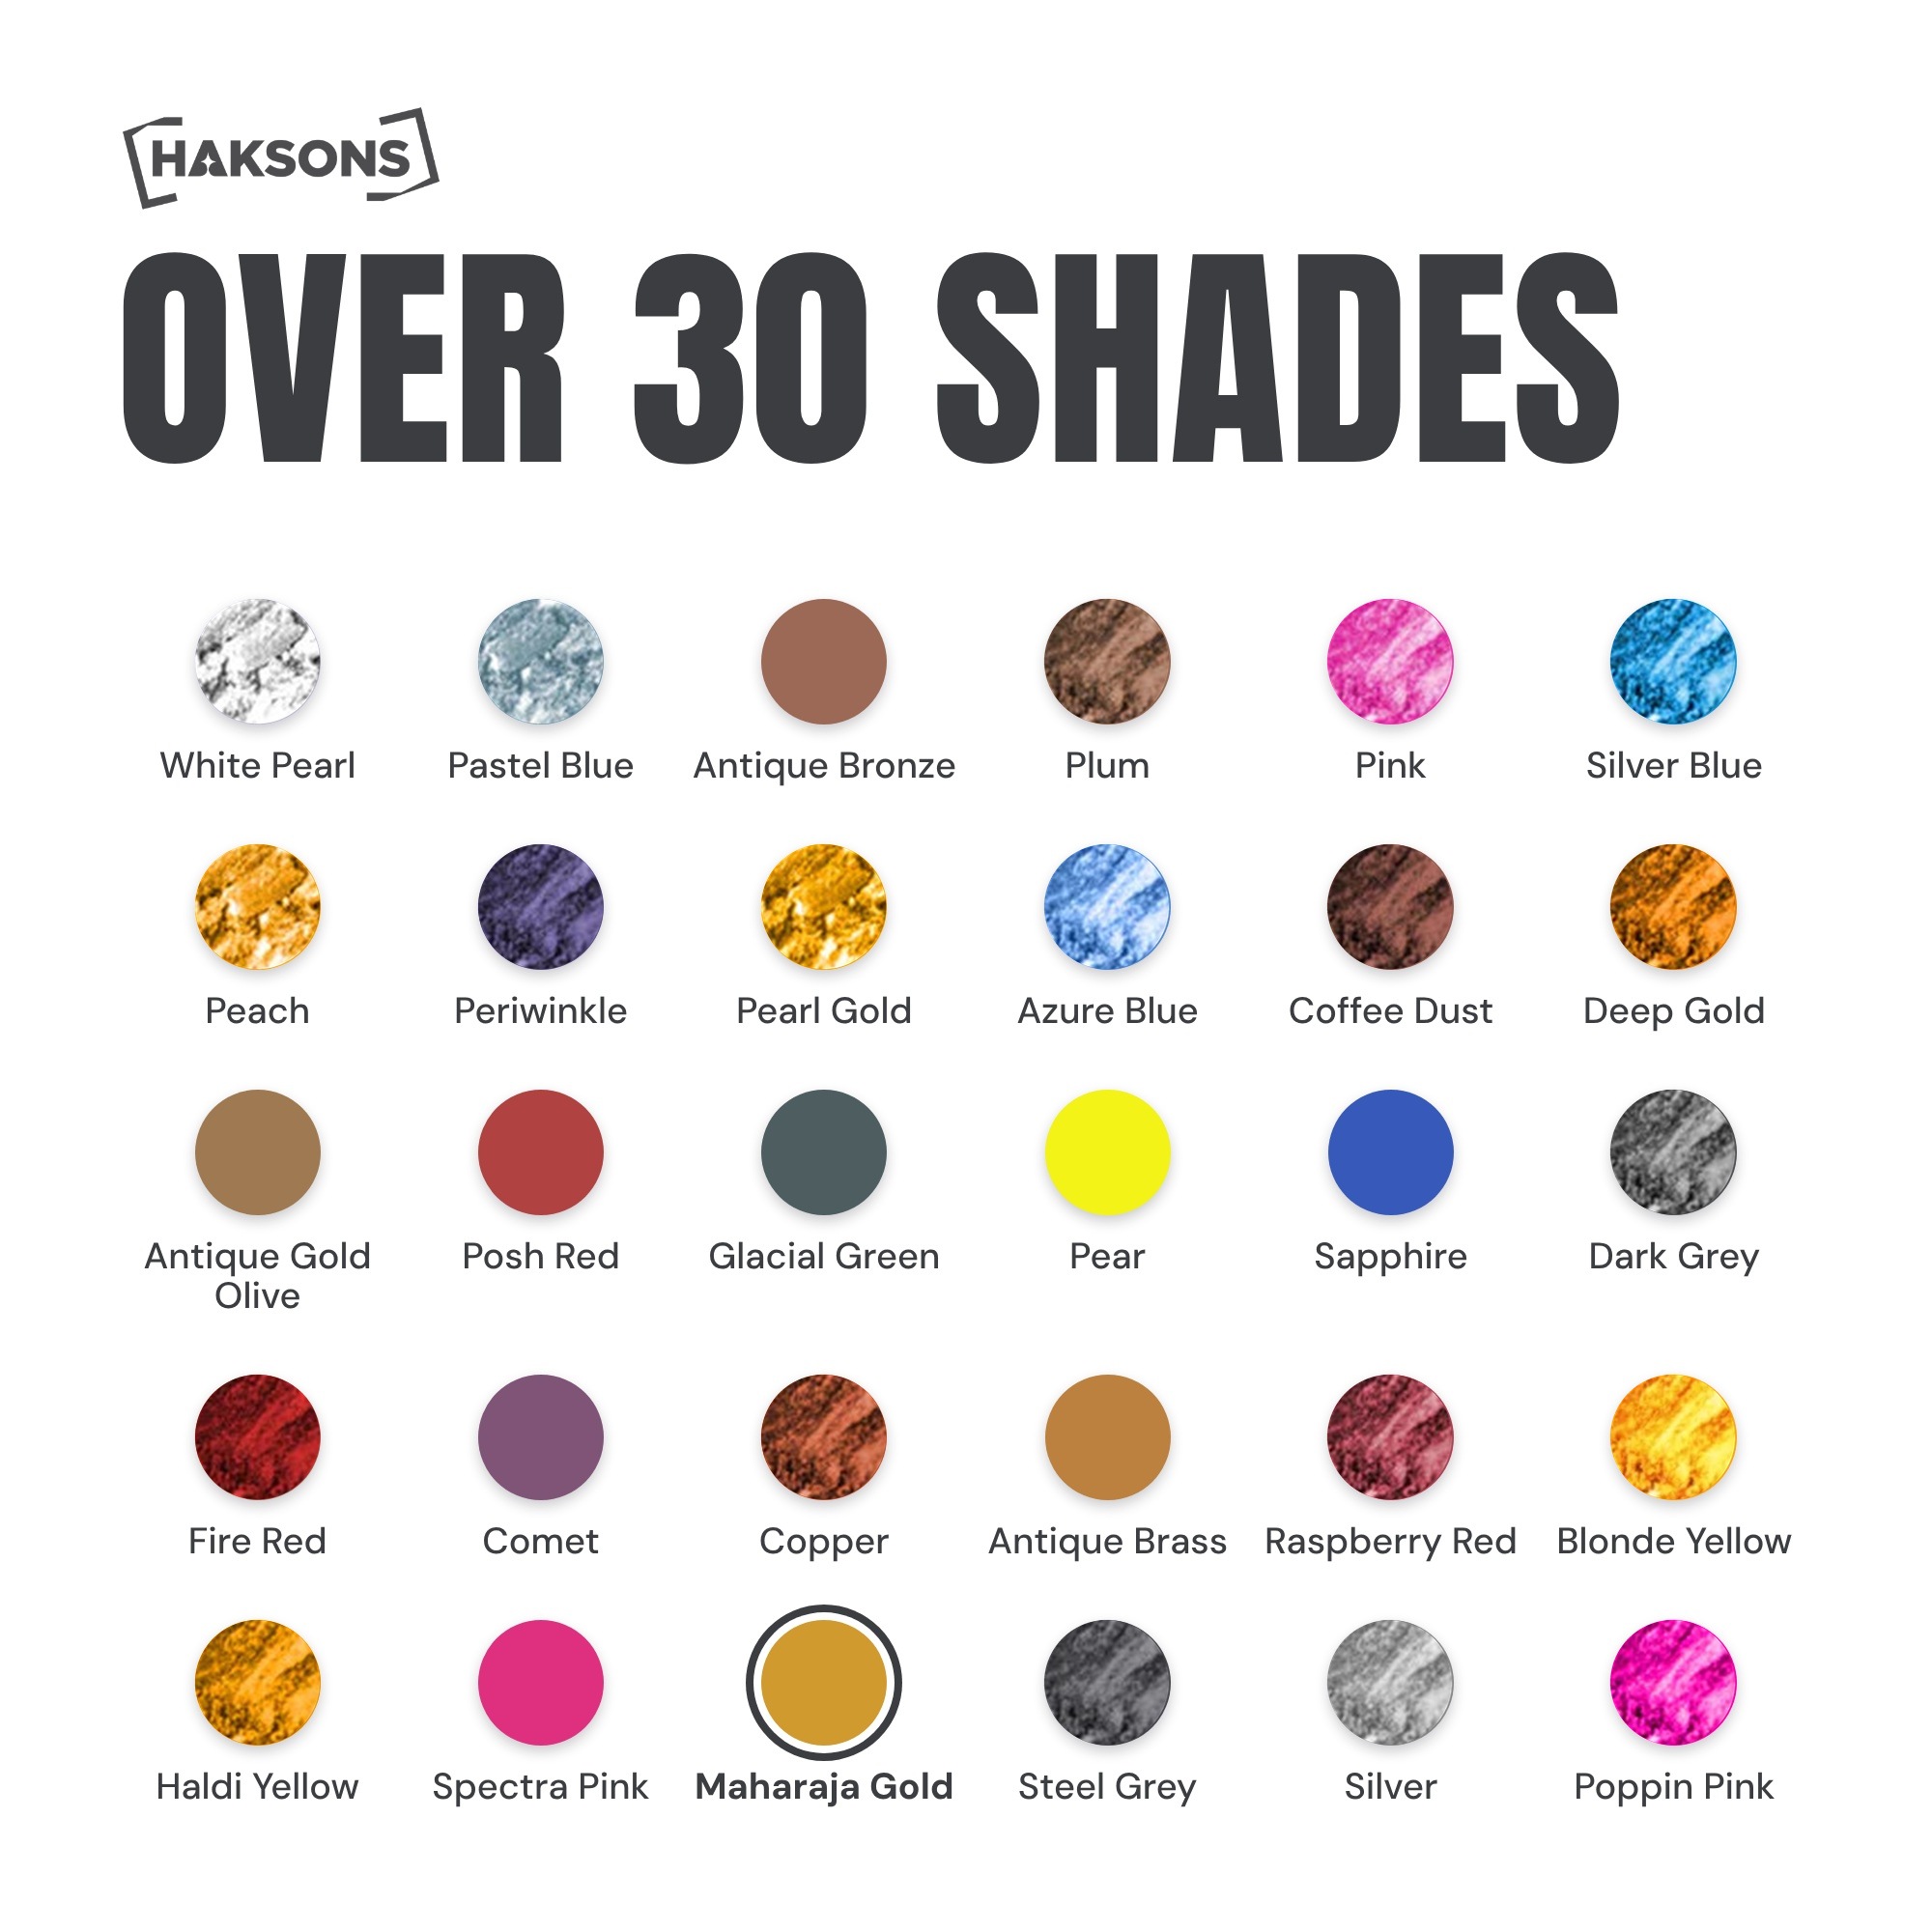 HAKSONS
OVER 30 SHADES
White Pearl
Pastel Blue
Antique Bronze
Plum
Pink
Silver Blue
Peach
Periwinkle
Pearl Gold
Azure Blue
Coffee Dust
Deep Gold
Antique Gold
Olive
Posh Red
Glacial Green
Pear
Sapphire
Dark Grey
Fire Red
Comet
Copper
Antique Brass
Raspberry Red
Blonde Yellow
Haldi Yellow
Spectra Pink
Maharaja Gold
Steel Grey
Silver
Poppin Pink